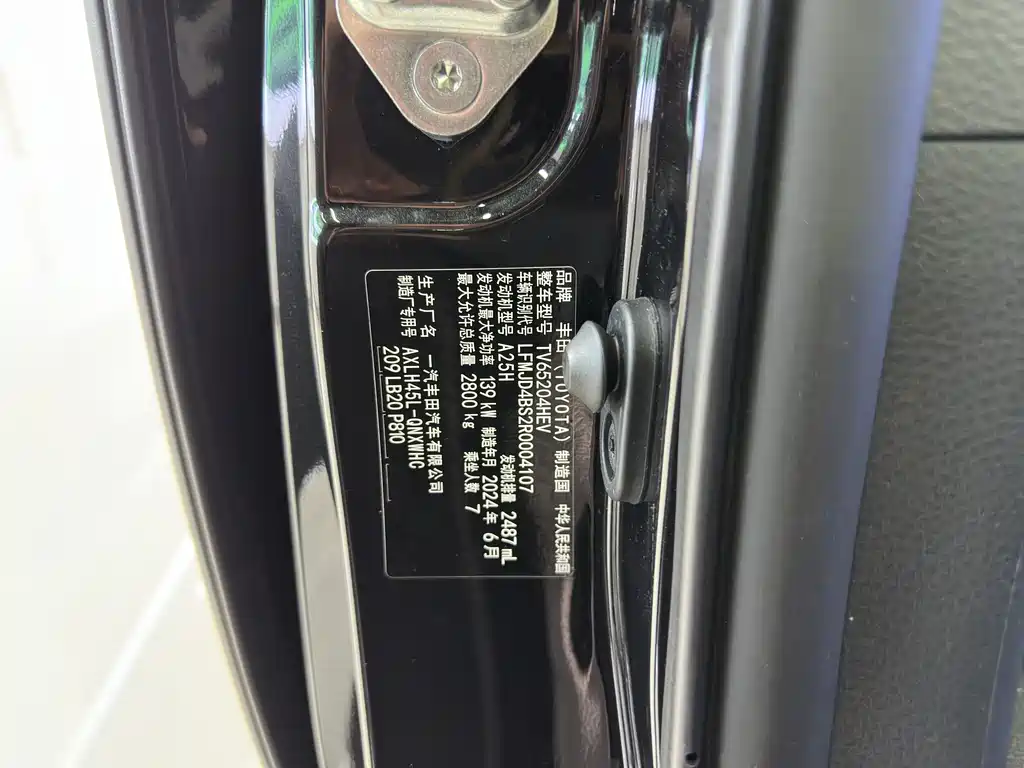 品牌 丰田（TOYOTA） 制造国 中华人民共和国
整车型号 TV65204HEV
车辆识别代号 LFMJD4BS2R0004107
发动机型号 A25H 发动机排量 2487 mL
发动机最大净功率 139 kW 制造年月 2024 年 6 月
最大允许总质量 2800 kg 乘坐人数 7
生产厂名 一汽丰田汽车有限公司
制造厂专用号 AXLH45L-QNXWHC
209 LB20 P810